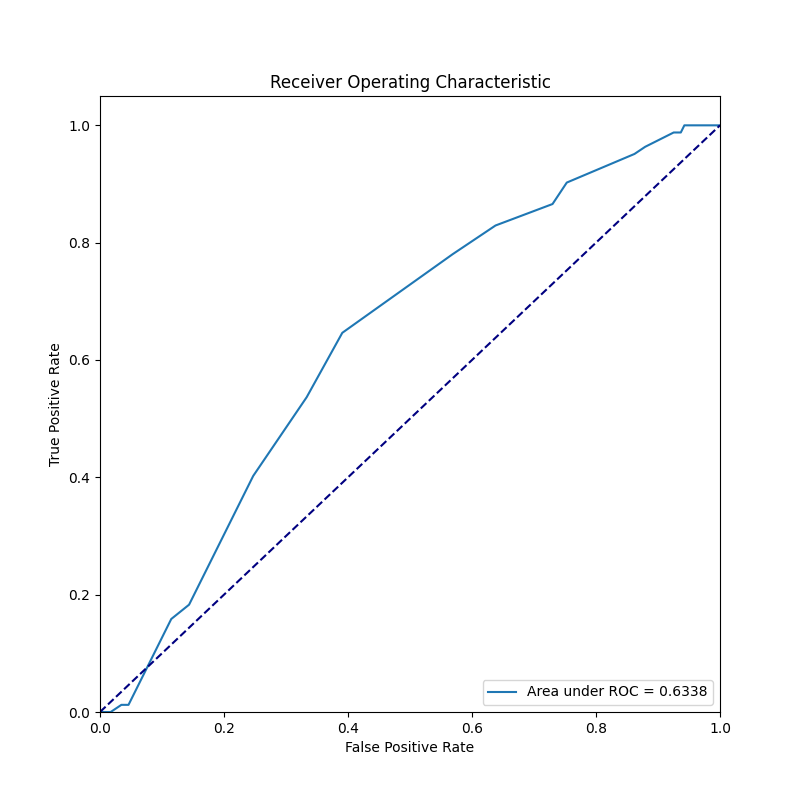 Receiver Operating Characteristic
1.0
0.8
0.6
0.4
0.2
0.0
True Positive Rate
Area under ROC = 0.6338
0.0 0.2 0.4 0.6 0.8 1.0
False Positive Rate